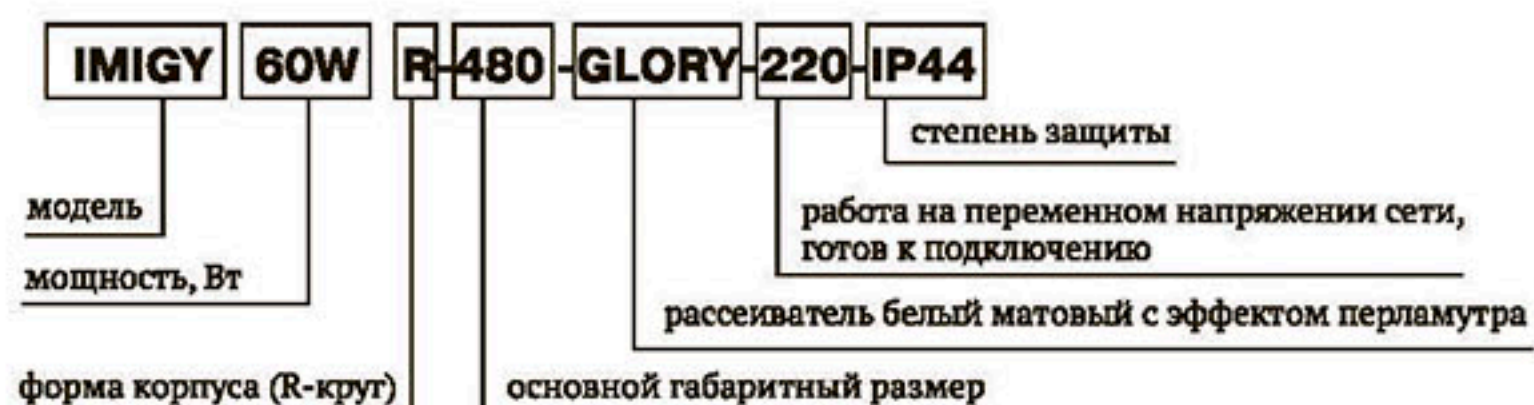 IMIGY 60W R-480-GLORY-220-IP44
степень защиты
модель
работа на переменном напряжении сети,
готов к подключению
мощность, Вт
рассеиватель белый матовый с эффектом перламутра
форма корпуса (R-круг)
основной габаритный размер